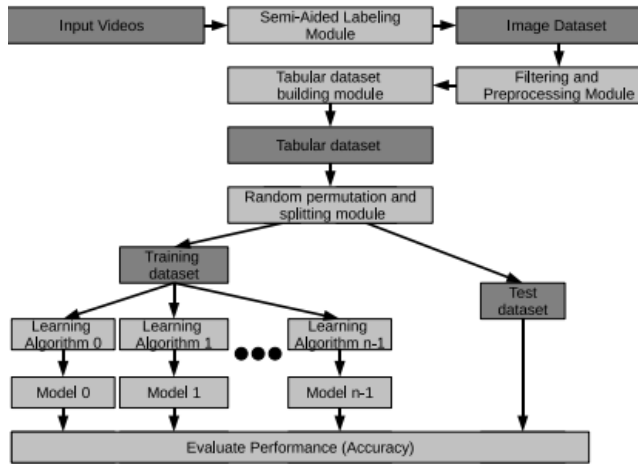 Input Videos
Semi-Aided Labeling
Module
Image Dataset
Tabular dataset
building module
Filtering and
Preprocessing Module
Tabular dataset
Random permutation and
splitting module
Training
dataset
Test
dataset
Learning
Algorithm 0
Learning
Algorithm 1
Learning
Algorithm n-1
Model 0
Model 1
Model n-1
Evaluate Performance (Accuracy)